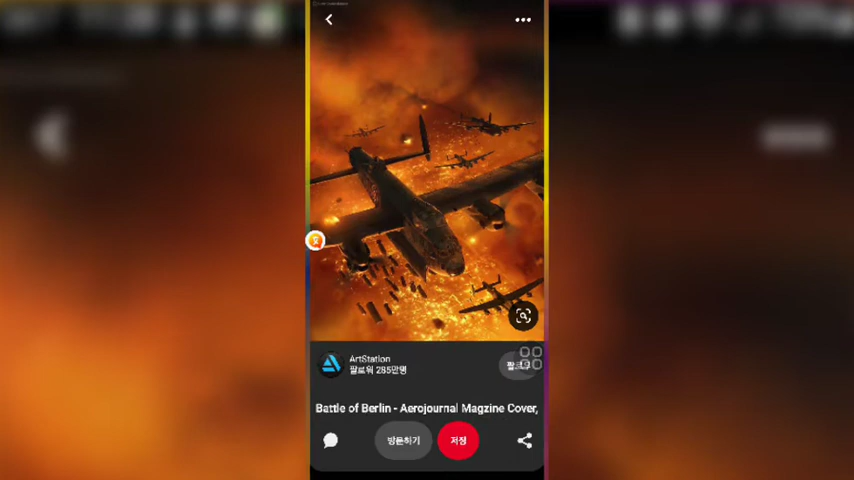 ArtStation
팔로워 285만명
Battle of Berlin - Aerojournal Magzine Cover,
방문하기
저장